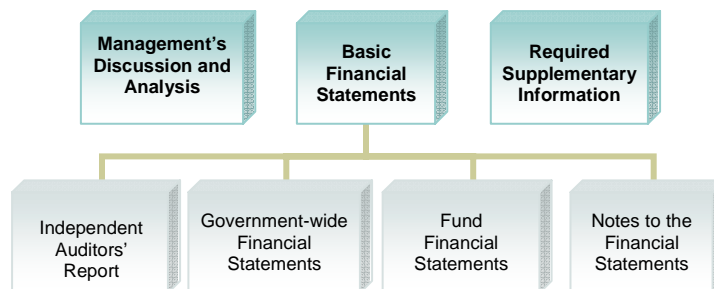 Management's
Discussion and
Analysis
Basic
Financial
Statements
Required
Supplementary
Information
Independent
Auditors'
Report
Government-wide
Financial
Statements
Fund
Financial
Statements
Notes to the
Financial
Statements